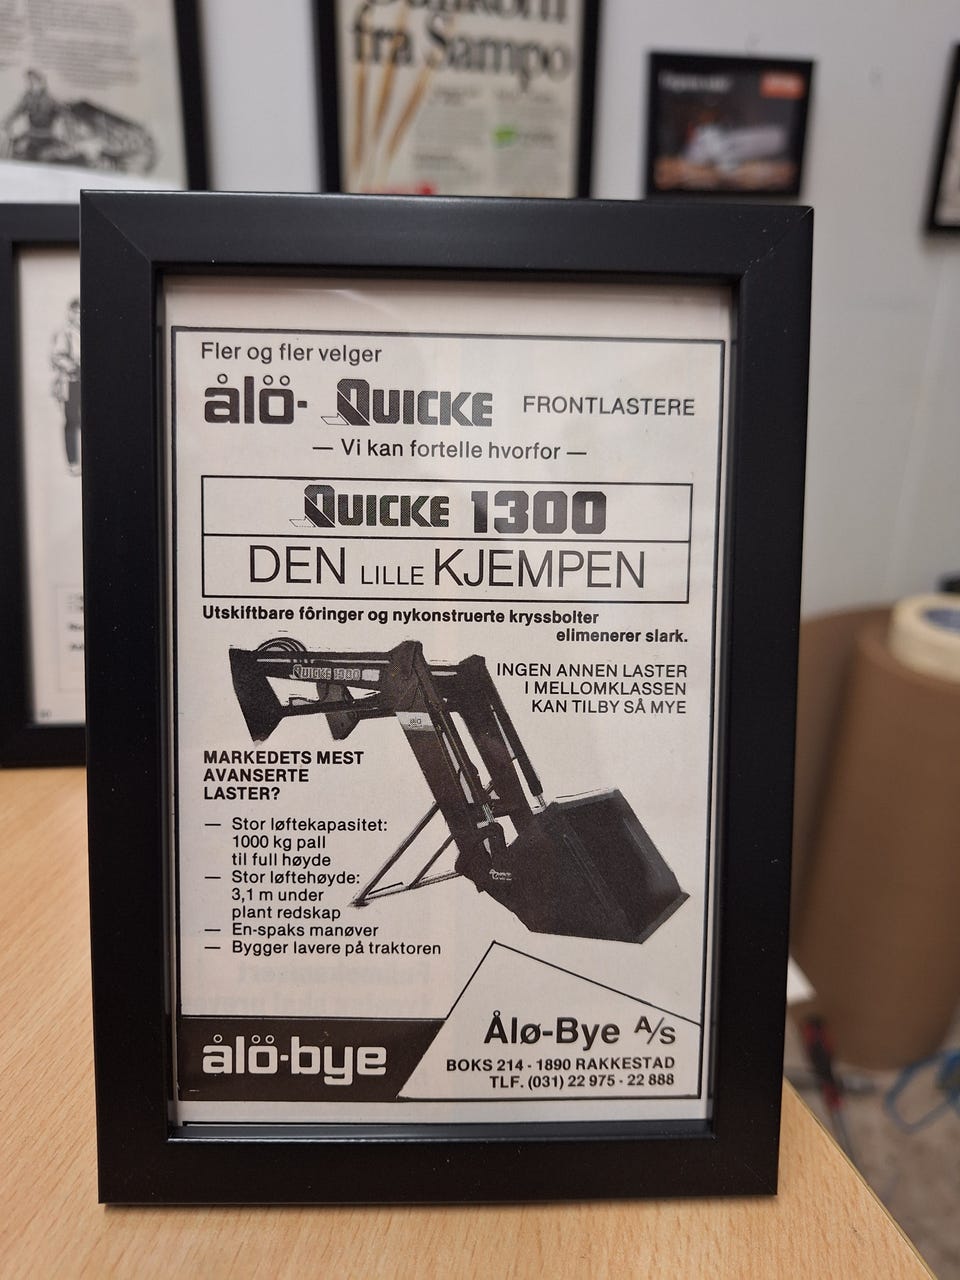 fra Sampo
Fler og fler velger
ålö- QUICKE FRONTLASTERE
— Vi kan fortelle hvorfor —
QUICKE 1300
DEN LILLE KJEMPEN
Utskiftbare fôringer og nykonstruerte kryssbolter
elimenerer slark.
QUICKE 1300
INGEN ANNEN LASTER
I MELLOMKLASSEN
KAN TILBY SÅ MYE
ålö
MARKEDETS MEST
AVANSERTE
LASTER?
— Stor løftekapasitet:
1000 kg pall
til full høyde
— Stor løftehøyde:
3,1 m under
plant redskap
— En-spaks manøver
— Bygger lavere på traktoren
ålö-bye
Ålø-Bye A/s
BOKS 214 - 1890 RAKKESTAD
TLF. (031) 22 975 - 22 888